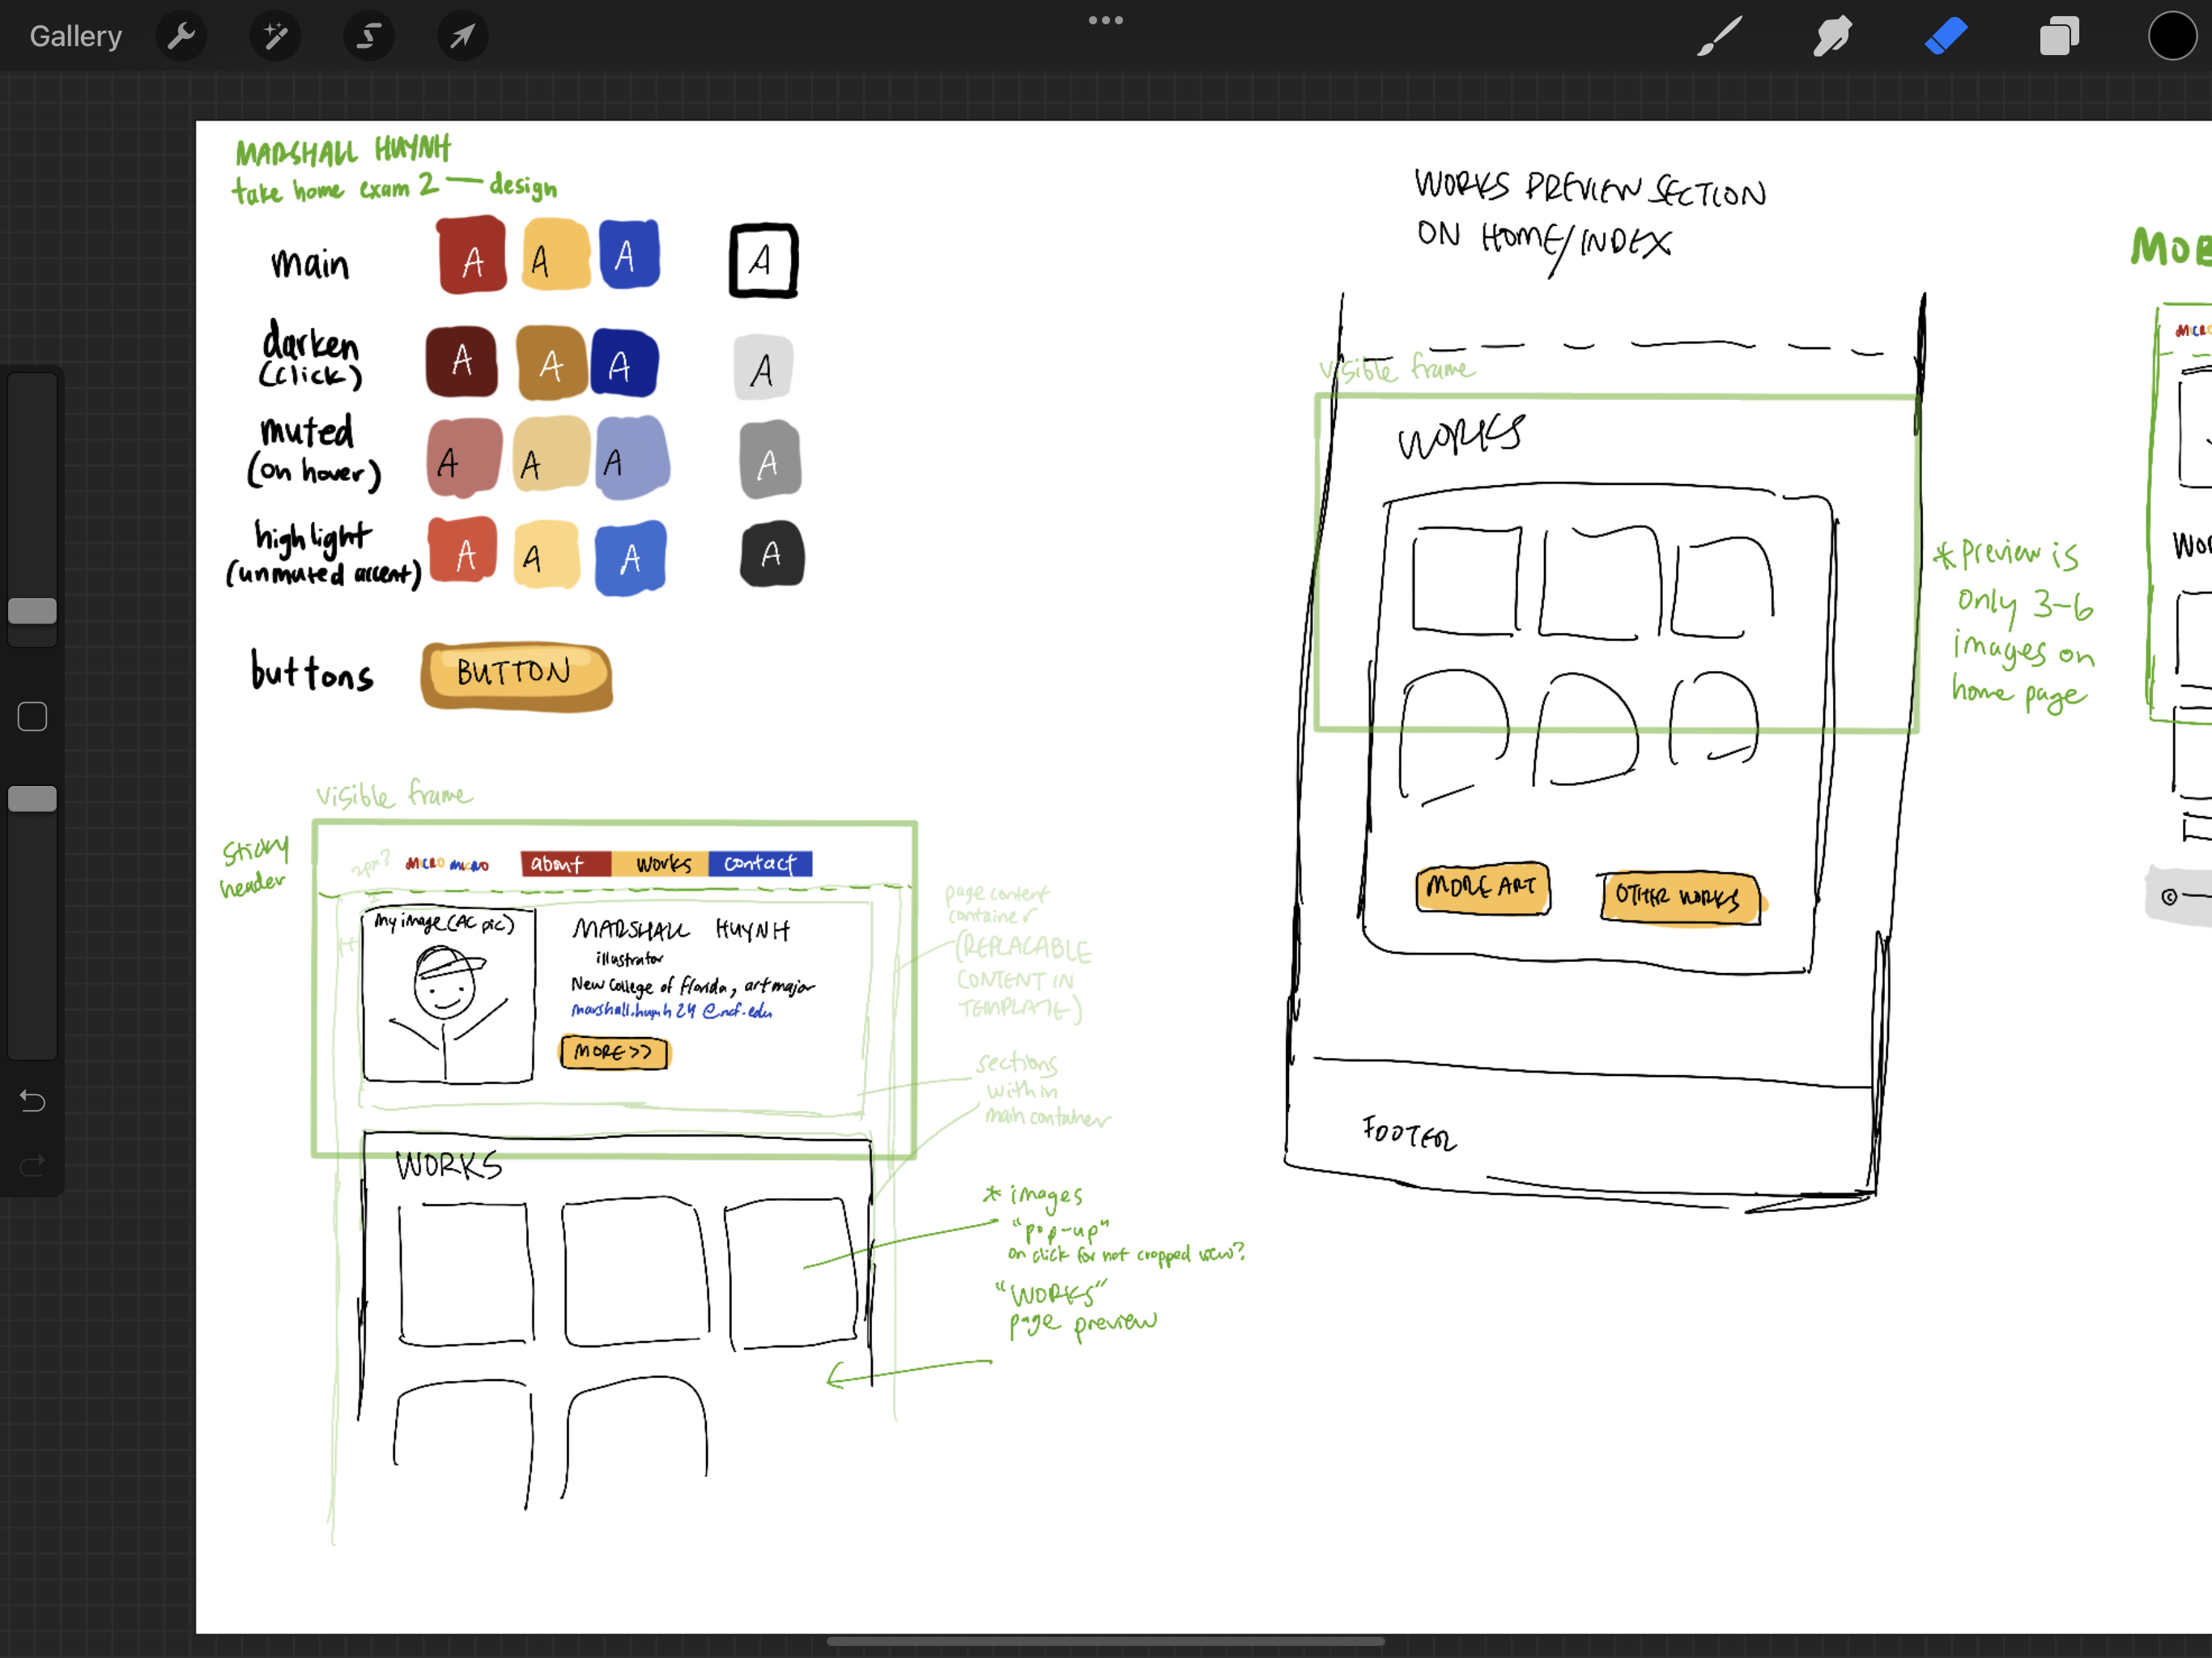 Gallery
MARSHALL HUYNH
take home exam 2 — design
main
A A A A
darken
(click)
A A A A
muted
(on hover)
A A A A
highlight
(unmuted accent)
A A A A
buttons
BUTTON
visible frame
sticky
header
2px?
MICRO MICRO
about
works
contact
my image (AC pic)
MARSHALL HUYNH
illustrator
New College of Florida, art major
marshall.huynh24@ncf.edu
MORE >>
page content
container
(REPLACABLE
CONTENT IN
TEMPLATE)
sections
within
main container
WORKS
* images
"pop-up"
on click for not cropped view?
"WORKS"
page preview
WORKS PREVIEW SECTION
ON HOME/INDEX
visible frame
WORKS
* Preview is
only 3-6
images on
home page
MORE ART
OTHER WORKS
FOOTER
MOB
MICRO
WOR
©